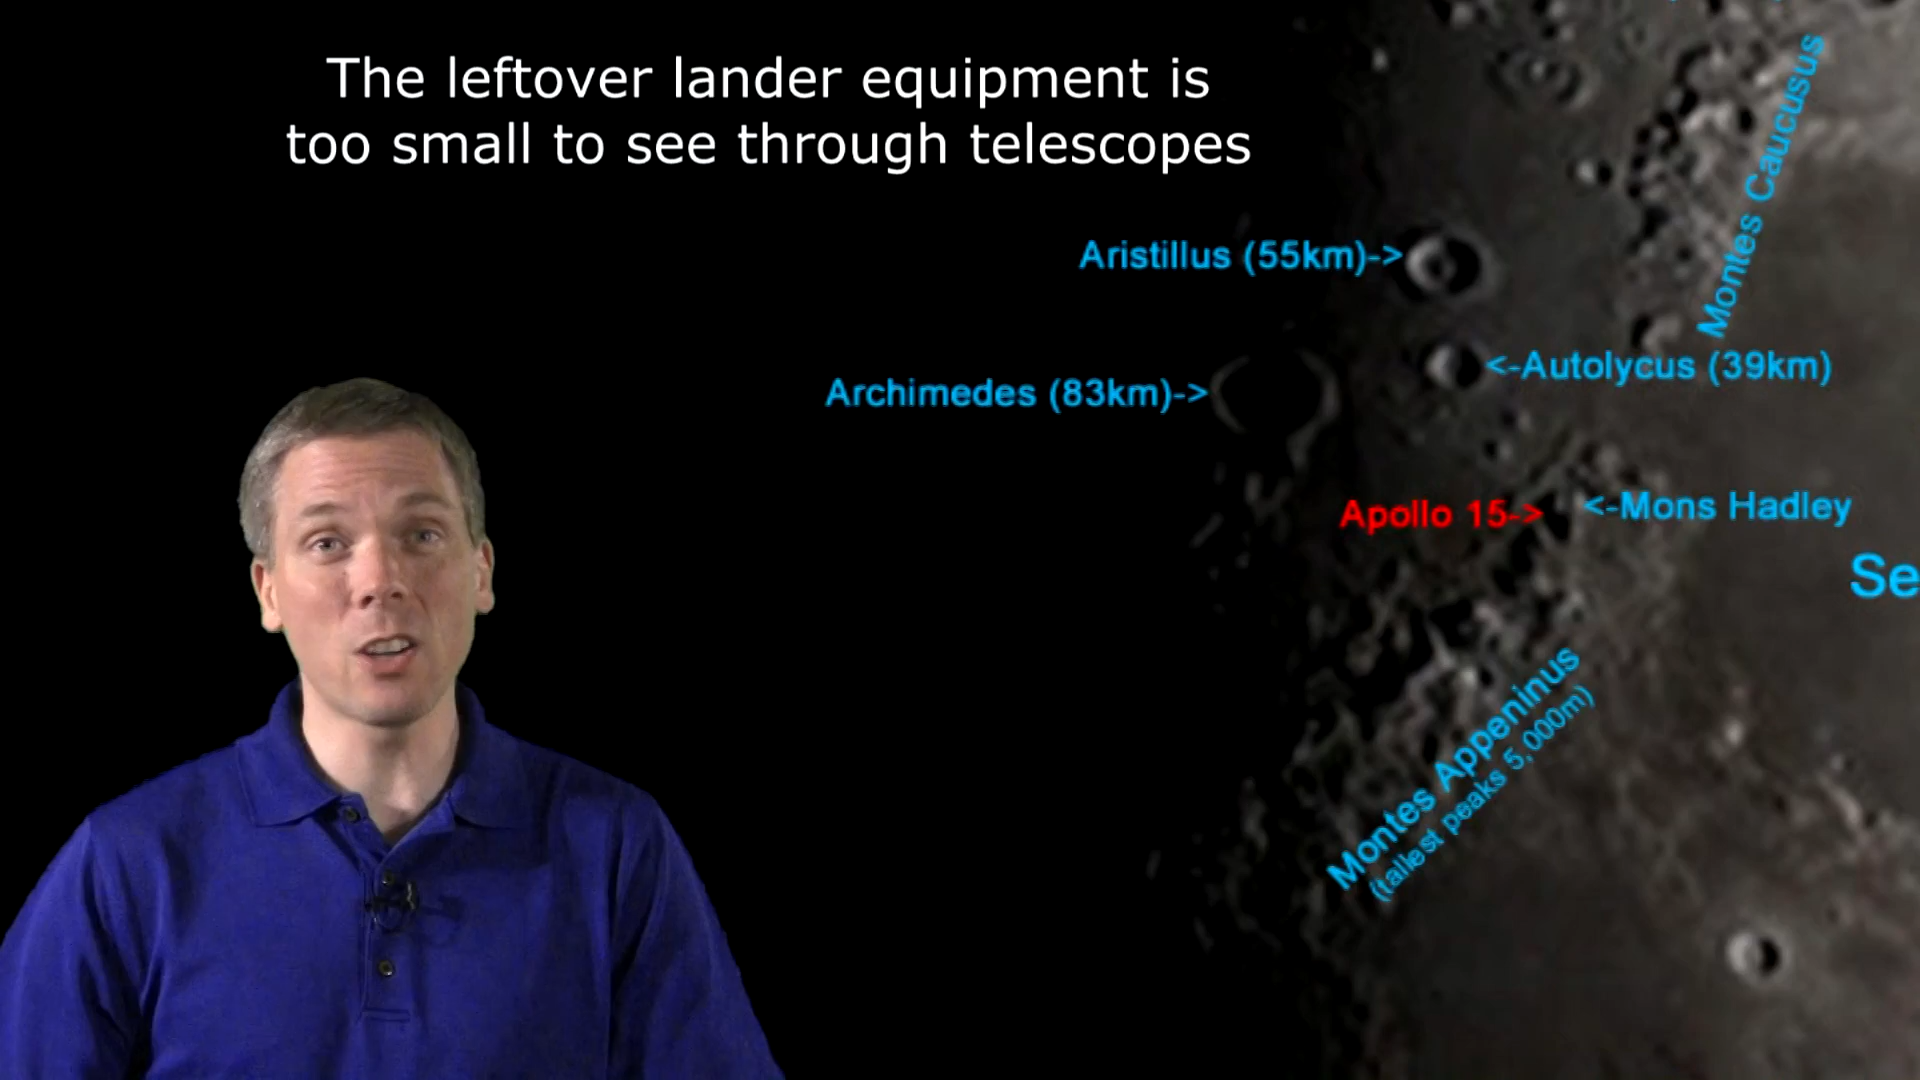 The leftover lander equipment is
too small to see through telescopes
Montes Caucusus
Aristillus (55km)->
<-Autolycus (39km)
Archimedes (83km)->
Apollo 15->
<-Mons Hadley
Se
Montes Appeninus
(tallest peaks 5,000m)